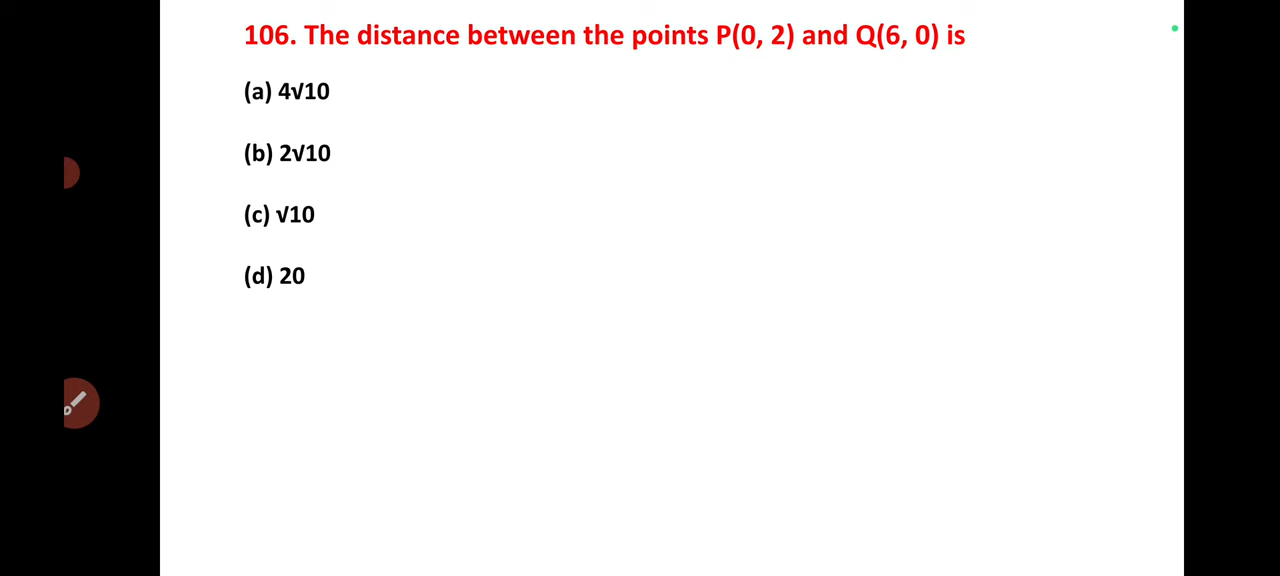 106. The distance between the points P(0, 2) and Q(6, 0) is
(a) 4√10
(b) 2√10
(c) √10
(d) 20